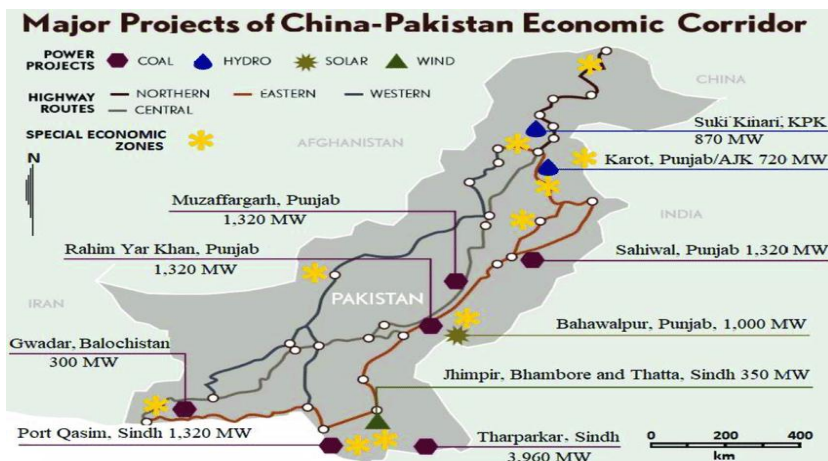 Major Projects of China-Pakistan Economic Corridor
POWER
PROJECTS
COAL
HYDRO
SOLAR
WIND
HIGHWAY
ROUTES
NORTHERN
EASTERN
WESTERN
CENTRAL
SPECIAL ECONOMIC
ZONES
N
CHINA
AFGHANISTAN
Suki Kinari, KPK
870 MW
Karot, Punjab/AJK 720 MW
Muzaffargarh, Punjab
1,320 MW
INDIA
Rahim Yar Khan, Punjab
1,320 MW
Sahiwal, Punjab 1,320 MW
IRAN
PAKISTAN
Bahawalpur, Punjab, 1,000 MW
Gwadar, Balochistan
300 MW
Jhimpir, Bhambore and Thatta, Sindh 350 MW
Port Qasim, Sindh 1,320 MW
Tharparkar, Sindh
3,960 MW
0 200 400
km